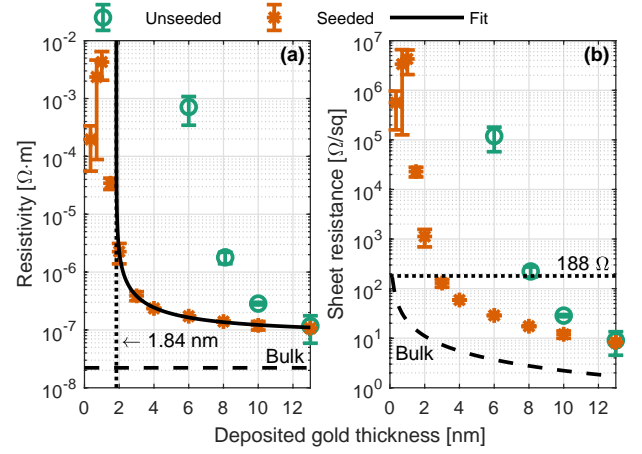 Unseeded Seeded Fit
(a)
Resistivity [Ω·m]
10^-2
10^-3
10^-4
10^-5
10^-6
10^-7
10^-8
← 1.84 nm
Bulk
0 2 4 6 8 10 12
(b)
Sheet resistance [Ω/sq]
10^7
10^6
10^5
10^4
10^3
10^2
10^1
10^0
188 Ω
Bulk
0 2 4 6 8 10 12
Deposited gold thickness [nm]